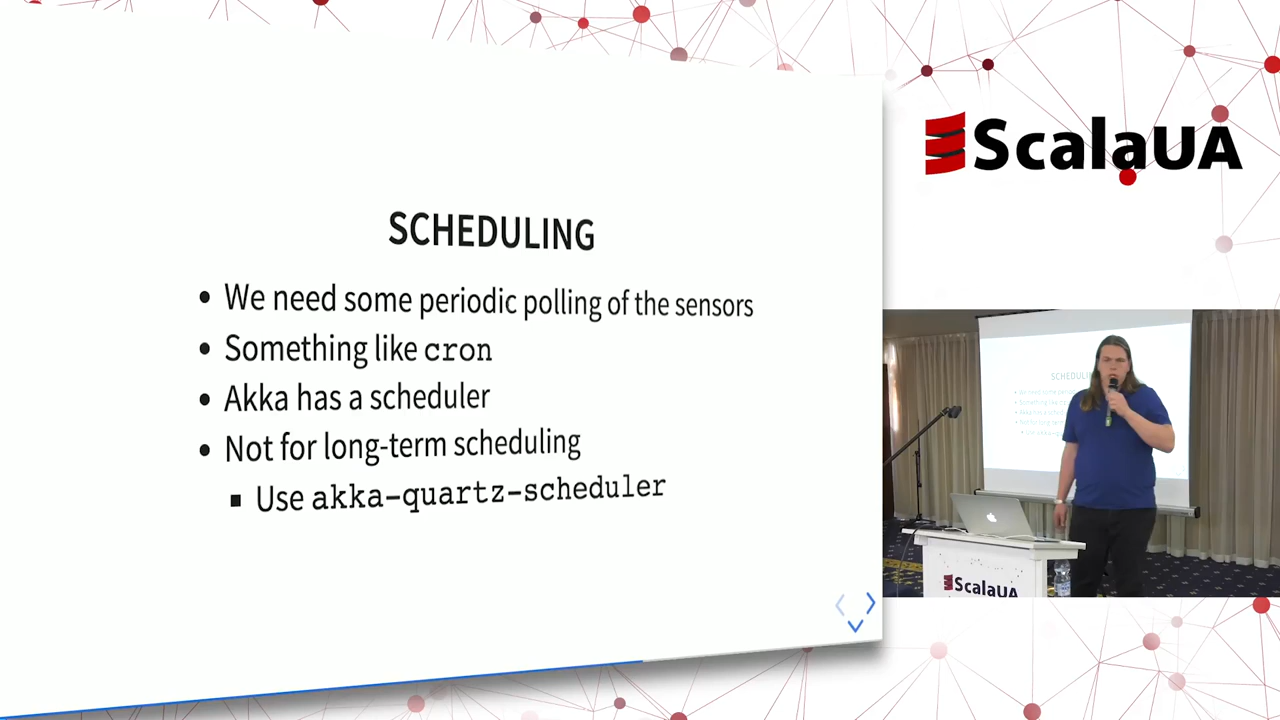 SCHEDULING
We need some periodic polling of the sensors
Something like cron
Akka has a scheduler
Not for long-term scheduling
Use akka-quartz-scheduler
ScalaUA
SCHEDULING
ScalaUA